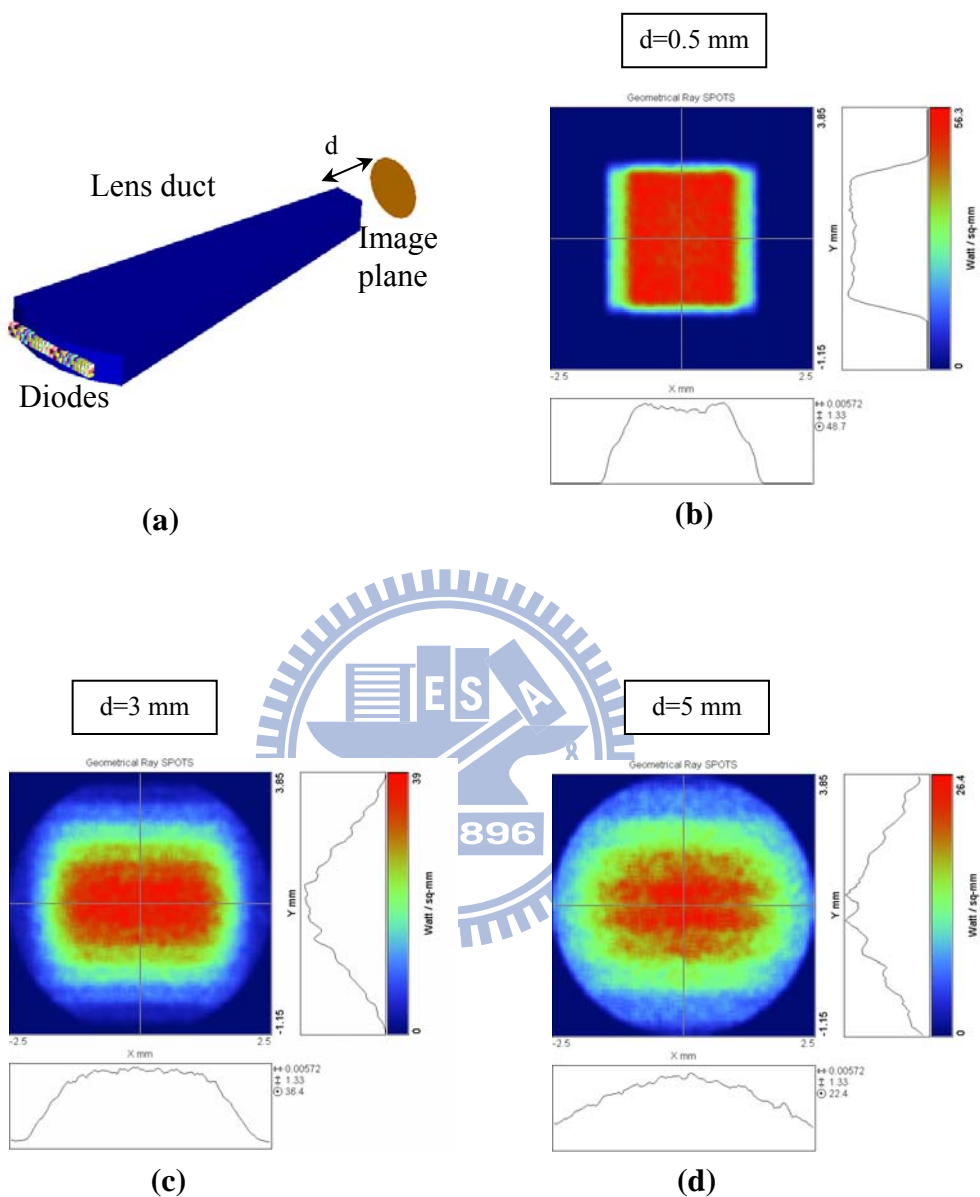 d=0.5 mm
d
Lens duct
Image
plane
Diodes
(a)
Geometrical Ray SPOTS
3.85
Y mm
-1.15
-2.5
X mm
2.5
56.3
Watt / sq-mm
0
0.00572
1.33
48.7
(b)
d=3 mm
d=5 mm
ESA
896
Geometrical Ray SPOTS
3.85
Y mm
-1.15
-2.5
X mm
2.5
39
Watt / sq-mm
0
0.00572
1.33
36.4
(c)
Geometrical Ray SPOTS
3.85
Y mm
-1.15
-2.5
X mm
2.5
26.4
Watt / sq-mm
0
0.00572
1.33
22.4
(d)